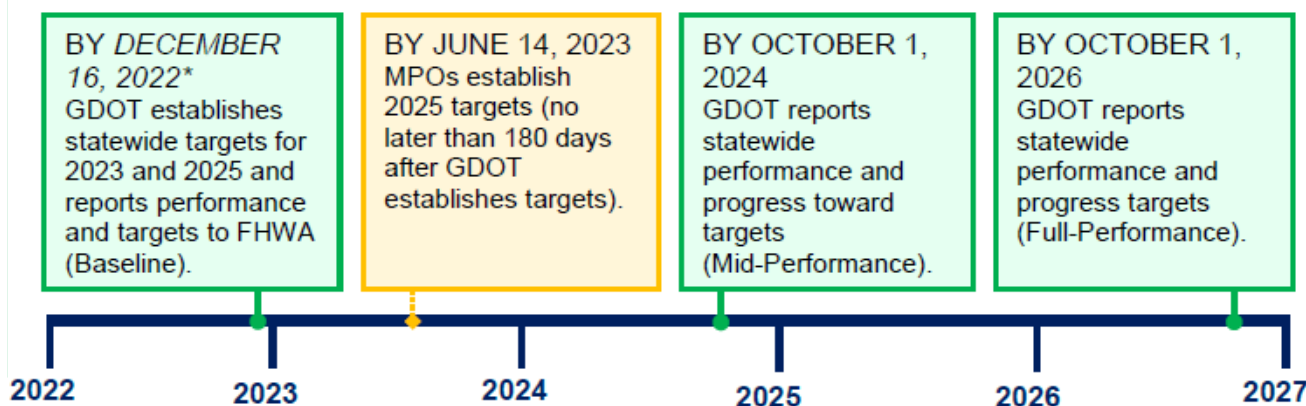 BY DECEMBER
16, 2022*
GDOT establishes
statewide targets for
2023 and 2025 and
reports performance
and targets to FHWA
(Baseline).
BY JUNE 14, 2023
MPOs establish
2025 targets (no
later than 180 days
after GDOT
establishes targets).
BY OCTOBER 1,
2024
GDOT reports
statewide
performance and
progress toward
targets
(Mid-Performance).
BY OCTOBER 1,
2026
GDOT reports
statewide
performance and
progress targets
(Full-Performance).
2022
2023
2024
2025
2026
2027